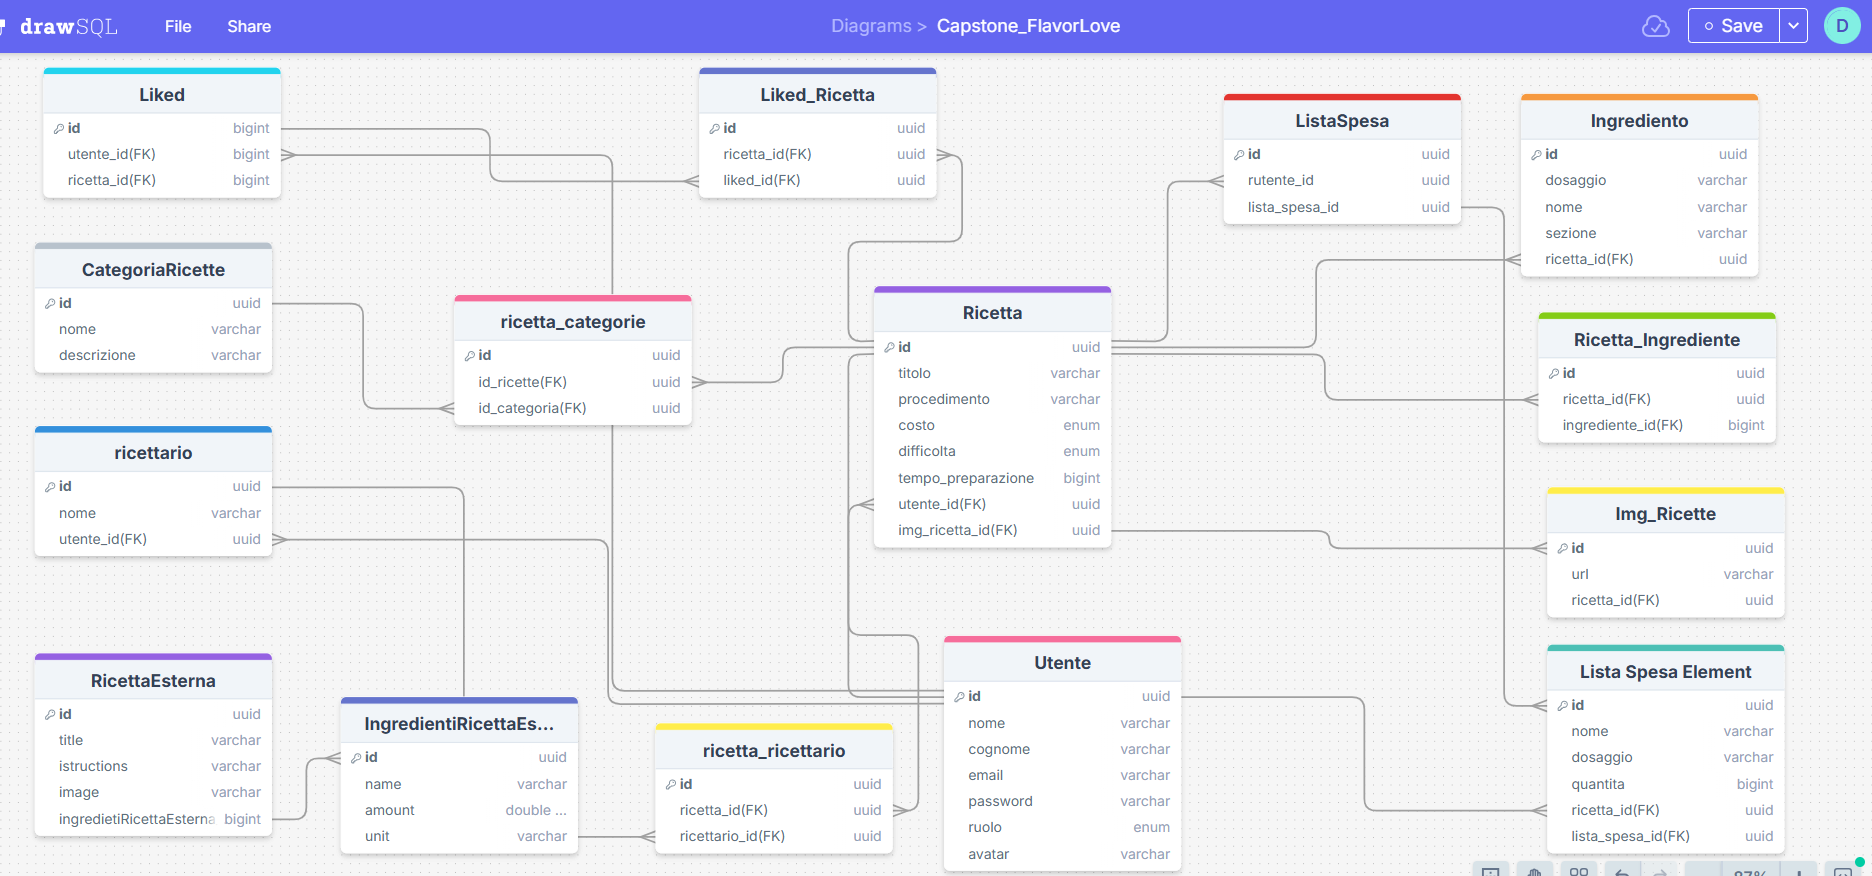 drawSQL
File
Share
Diagrams >
Capstone_FlavorLove
Save
D
Liked
id bigint
utente_id(FK) bigint
ricetta_id(FK) bigint
Liked_Ricetta
id uuid
ricetta_id(FK) uuid
liked_id(FK) uuid
ListaSpesa
id uuid
rutente_id uuid
lista_spesa_id uuid
Ingrediento
id uuid
dosaggio varchar
nome varchar
sezione varchar
ricetta_id(FK) uuid
CategoriaRicette
id uuid
nome varchar
descrizione varchar
ricetta_categorie
id uuid
id_ricette(FK) uuid
id_categoria(FK) uuid
Ricetta
id uuid
titolo varchar
procedimento varchar
costo enum
difficolta enum
tempo_preparazione bigint
utente_id(FK) uuid
img_ricetta_id(FK) uuid
Ricetta_Ingrediente
id uuid
ricetta_id(FK) uuid
ingrediente_id(FK) bigint
ricettario
id uuid
nome varchar
utente_id(FK) uuid
Img_Ricette
id uuid
url varchar
ricetta_id(FK) uuid
RicettaEsterna
id uuid
title varchar
istructions varchar
image varchar
ingredietiRicettaEsterna bigint
IngredientiRicettaEs...
id uuid
name varchar
amount double ...
unit varchar
ricetta_ricettario
id uuid
ricetta_id(FK) uuid
ricettario_id(FK) uuid
Utente
id uuid
nome varchar
cognome varchar
email varchar
password varchar
ruolo enum
avatar varchar
Lista Spesa Element
id uuid
nome varchar
dosaggio varchar
quantita bigint
ricetta_id(FK) uuid
lista_spesa_id(FK) uuid